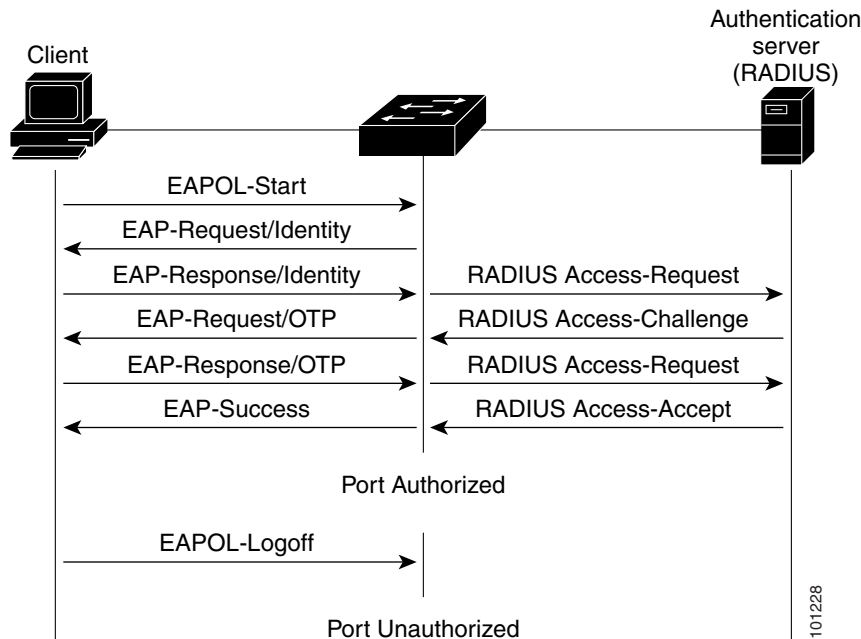 Client
Authentication
server
(RADIUS)
EAPOL-Start
EAP-Request/Identity
EAP-Response/Identity
RADIUS Access-Request
EAP-Request/OTP
RADIUS Access-Challenge
EAP-Response/OTP
RADIUS Access-Request
EAP-Success
RADIUS Access-Accept
Port Authorized
EAPOL-Logoff
Port Unauthorized
101228